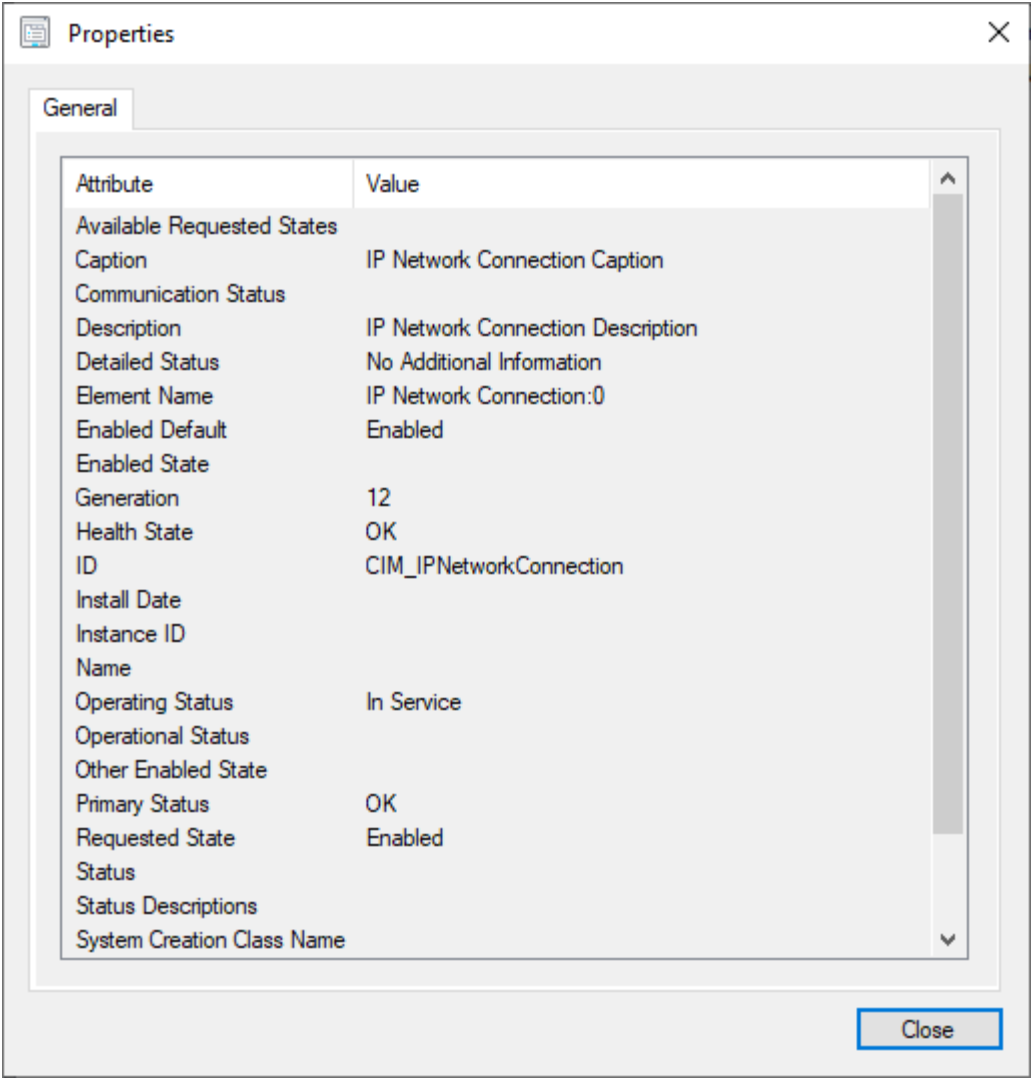 Properties
General
Attribute Value
Available Requested States
Caption IP Network Connection Caption
Communication Status
Description IP Network Connection Description
Detailed Status No Additional Information
Element Name IP Network Connection:0
Enabled Default Enabled
Enabled State
Generation 12
Health State OK
ID CIM_IPNetworkConnection
Install Date
Instance ID
Name
Operating Status In Service
Operational Status
Other Enabled State
Primary Status OK
Requested State Enabled
Status
Status Descriptions
System Creation Class Name
Close